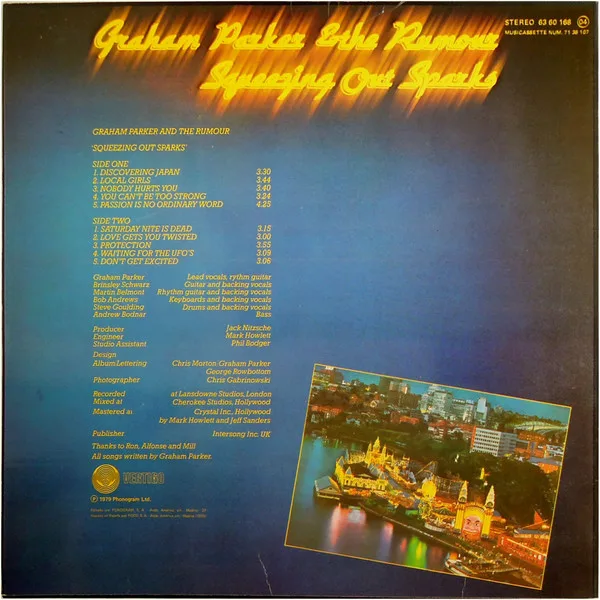 Graham Parker & the Rumour
Squeezing Out Sparks
STEREO 63 60 168 04
MUSICASSETTE NUM. 71 38 107
GRAHAM PARKER AND THE RUMOUR
'SQUEEZING OUT SPARKS'
SIDE ONE
1. DISCOVERING JAPAN 3.30
2. LOCAL GIRLS 3.44
3. NOBODY HURTS YOU 3.40
4. YOU CAN'T BE TOO STRONG 3.24
5. PASSION IS NO ORDINARY WORD 4.25
SIDE TWO
1. SATURDAY NITE IS DEAD 3.15
2. LOVE GETS YOU TWISTED 3.00
3. PROTECTION 3.55
4. WAITING FOR THE UFO'S 3.09
5. DON'T GET EXCITED 3.06
Graham Parker Lead vocals, rythm guitar
Brinsley Schwarz Guitar and backing vocals
Martin Belmont Rhythm guitar and backing vocals
Bob Andrews Keyboards and backing vocals
Steve Goulding Drums and backing vocals
Andrew Bodnar Bass
Producer Jack Nitzsche
Engineer Mark Howlett
Studio Assistant Phil Bodger
Design
Album Lettering Chris Morton/Graham Parker
George Rowbottom
Photographer Chris Gabrinowski
Recorded at Lansdowne Studios, London
Mixed at Cherokee Studios, Hollywood
Mastered at Crystal Inc., Hollywood
by Mark Howlett and Jeff Sanders
Publisher Intersong Inc. UK
Thanks to Ron, Alfonse and Mill
All songs written by Graham Parker.
VERTIGO
℗ 1979 Phonogram Ltd.